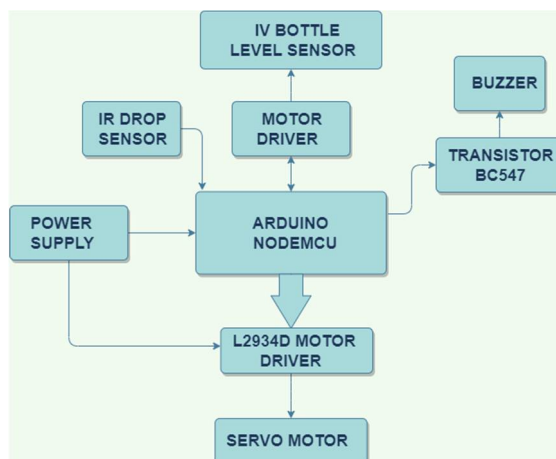 IV BOTTLE
LEVEL SENSOR
BUZZER
IR DROP
SENSOR
MOTOR
DRIVER
TRANSISTOR
BC547
POWER
SUPPLY
ARDUINO
NODEMCU
L2934D MOTOR
DRIVER
SERVO MOTOR